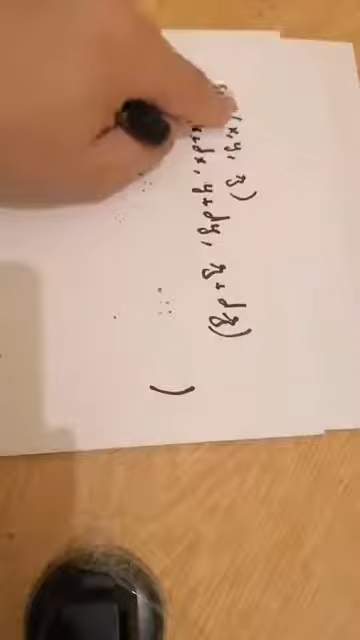 , x, y, z)
x+dx, y+dy, z+dz)
)